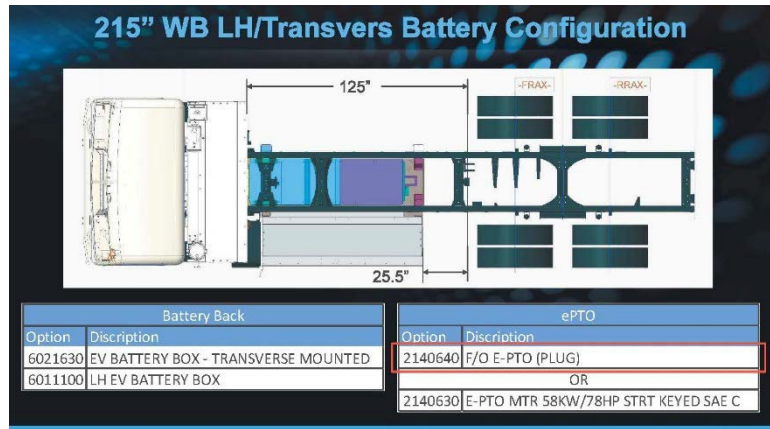 215” WB LH/Transvers Battery Configuration
125”
-FRAX-
-RRAX-
25.5”
Battery Back
Option Discription
6021630 EV BATTERY BOX - TRANSVERSE MOUNTED
6011100 LH EV BATTERY BOX
ePTO
Option Discription
2140640 F/O E-PTO (PLUG)
OR
2140630 E-PTO MTR 58KW/78HP STRT KEYED SAE C